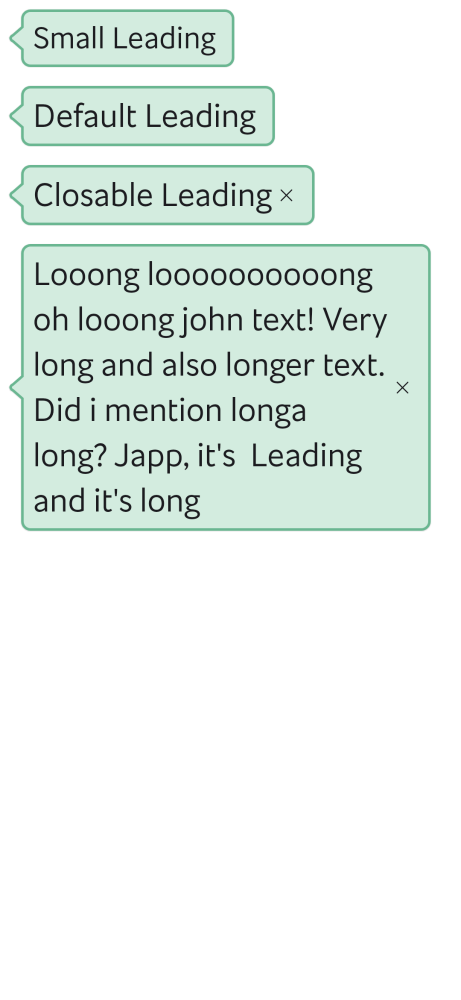 Small Leading
Default Leading
Closable Leading ×
Looong loooooooooong
oh looong john text! Very
long and also longer text.
Did i mention longa
long? Japp, it's  Leading
and it's long
×